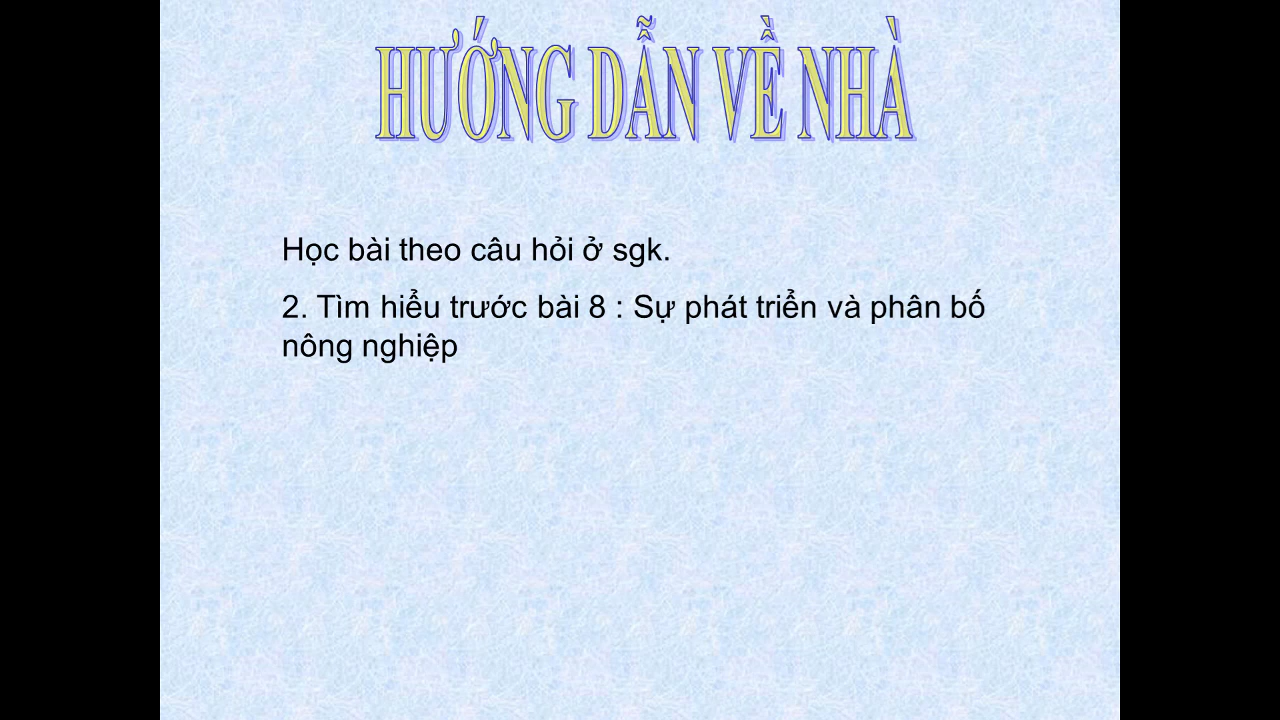 HƯỚNG DẪN VỀ NHÀ
Học bài theo câu hỏi ở sgk.
2. Tìm hiểu trước bài 8 : Sự phát triển và phân bố
nông nghiệp